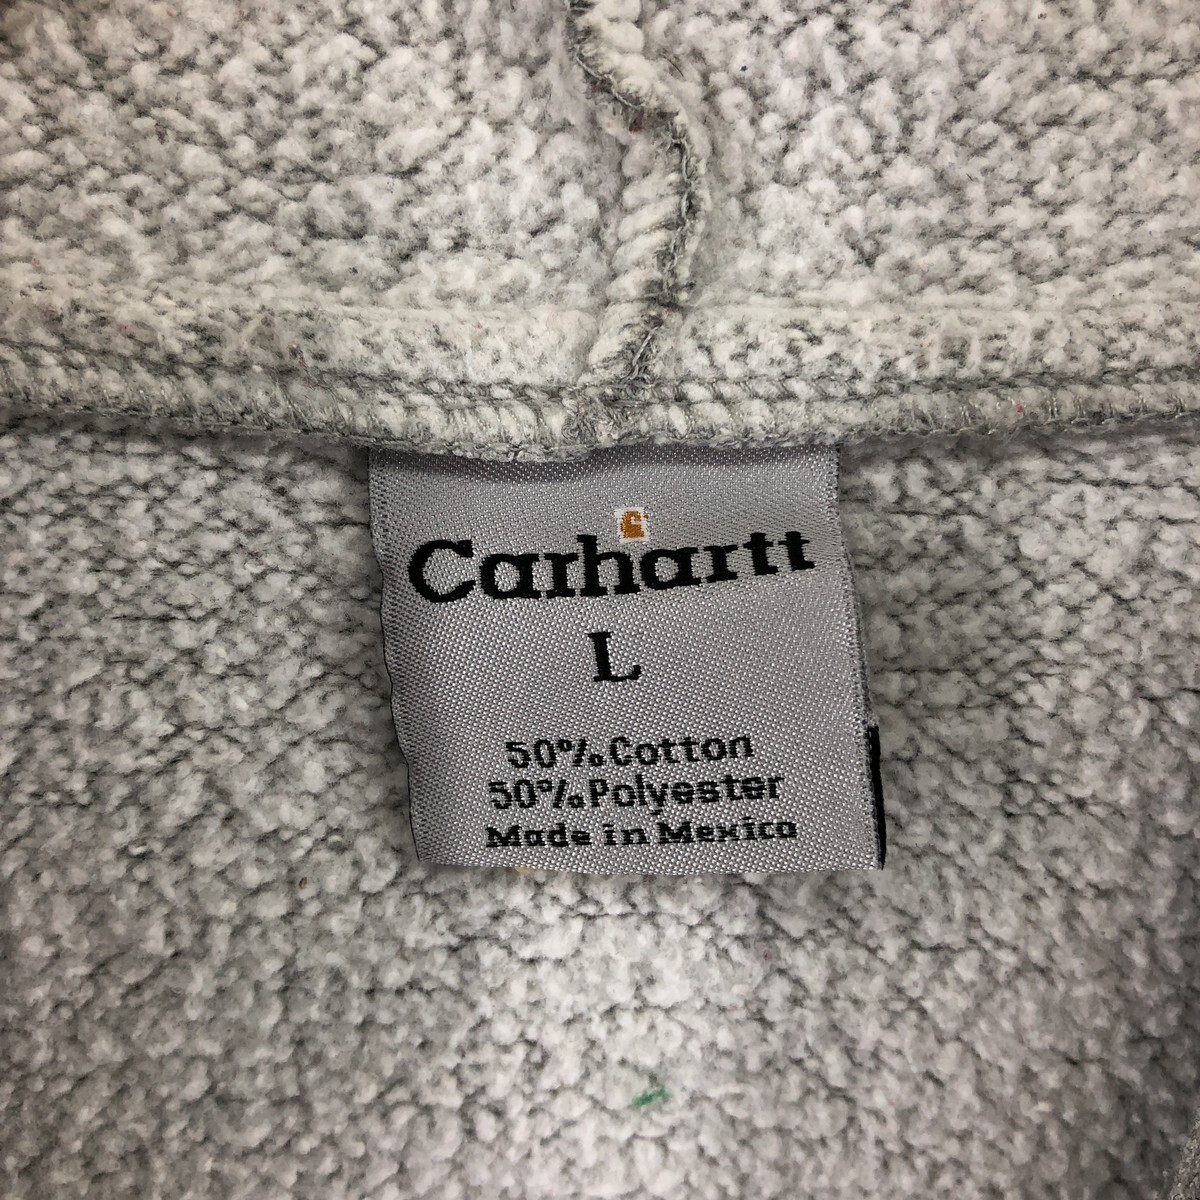 Carhartt
L
50% Cotton
50% Polyester
Made in Mexico